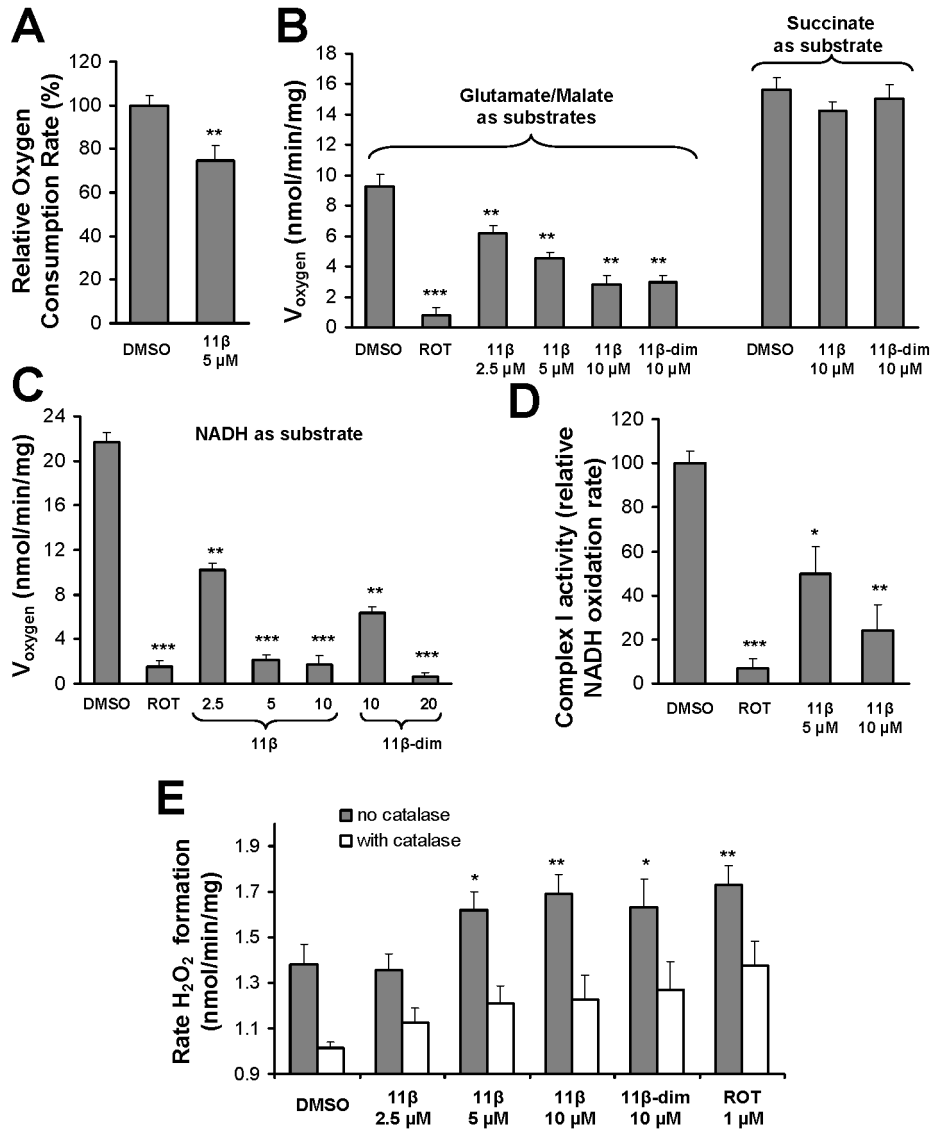 A
Relative Oxygen
Consumption Rate (%)
120
100
80
60
40
20
0
**
DMSO
11β
5 µM
B
V oxygen (nmol/min/mg)
18
16
14
12
10
8
6
4
2
0
Glutamate/Malate
as substrates
Succinate
as substrate
***
**
**
**
**
DMSO
ROT
11β
2.5 µM
11β
5 µM
11β
10 µM
11β-dim
10 µM
DMSO
11β
10 µM
11β-dim
10 µM
C
V oxygen (nmol/min/mg)
24
20
16
12
8
4
0
NADH as substrate
***
**
***
***
**
***
DMSO
ROT
2.5
5
10
10
20
11β
11β-dim
D
Complex I activity (relative
NADH oxidation rate)
120
100
80
60
40
20
0
***
*
**
DMSO
ROT
11β
5 µM
11β
10 µM
E
Rate H2O2 formation
(nmol/min/mg)
1.9
1.7
1.5
1.3
1.1
0.9
no catalase
with catalase
*
**
*
**
DMSO
11β
2.5 µM
11β
5 µM
11β
10 µM
11β-dim
10 µM
ROT
1 µM